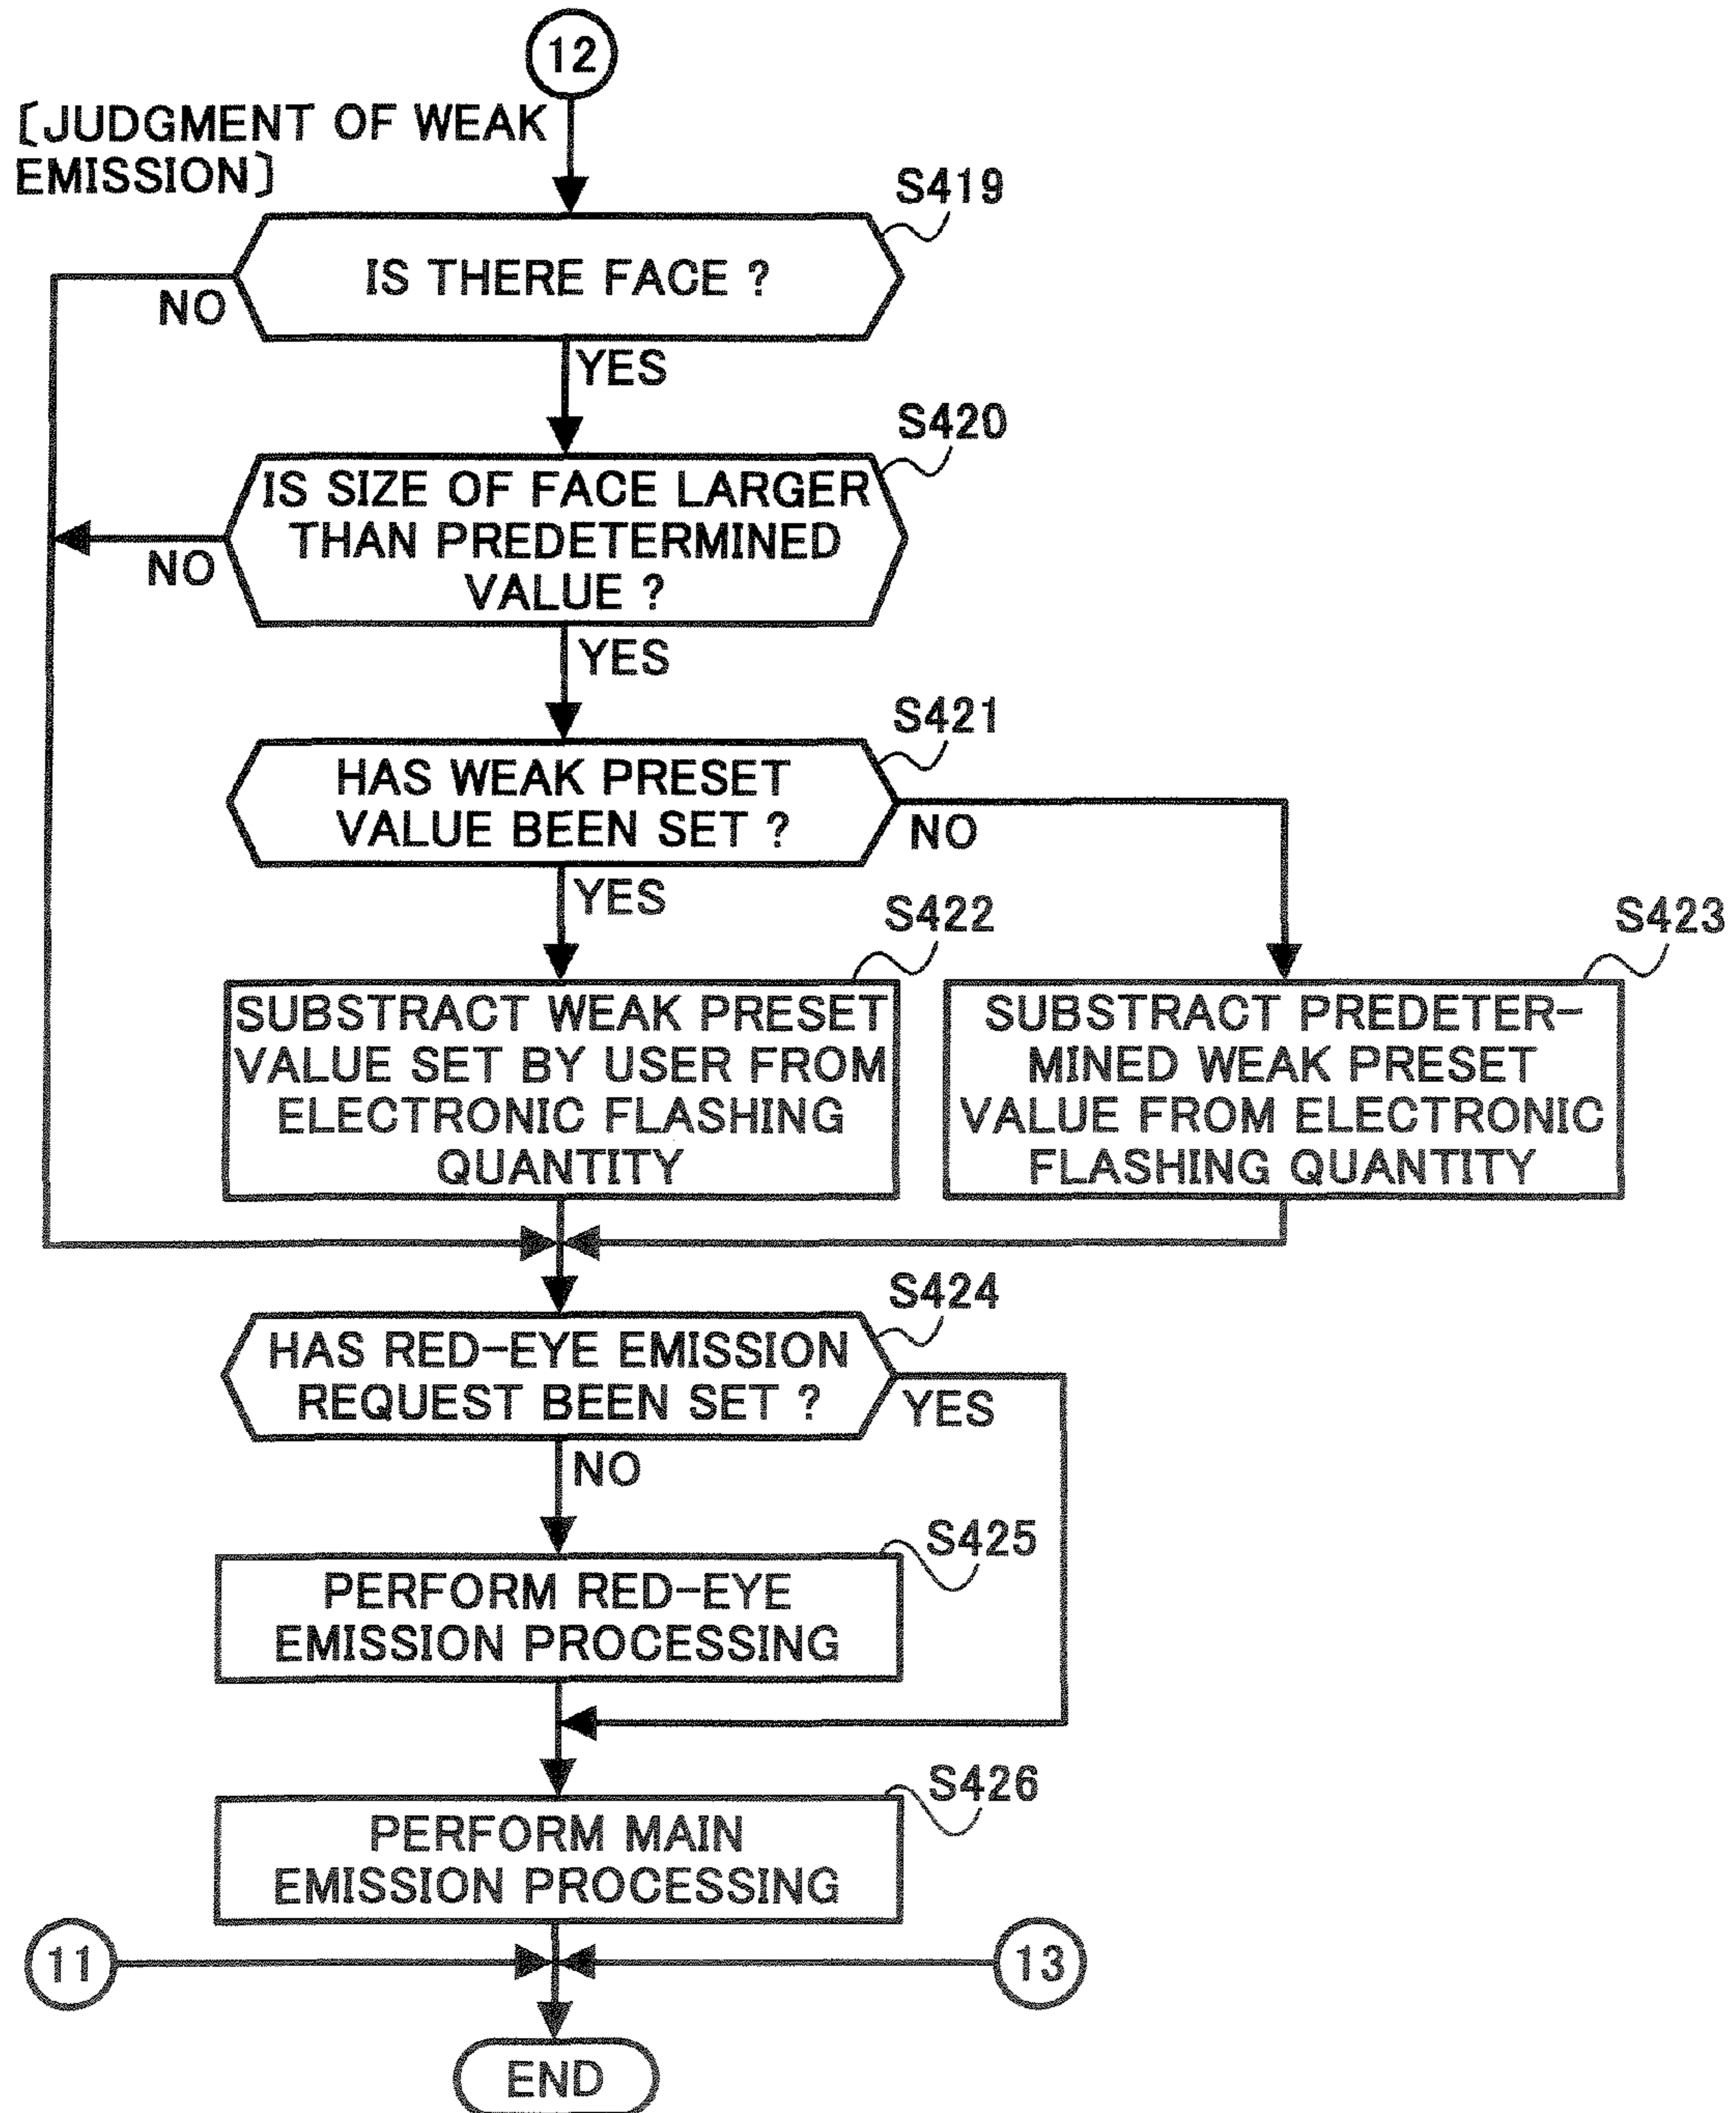 12
〔JUDGMENT OF WEAK
EMISSION〕
S419
IS THERE FACE ?
NO
YES
S420
IS SIZE OF FACE LARGER
THAN PREDETERMINED
VALUE ?
NO
YES
S421
HAS WEAK PRESET
VALUE BEEN SET ?
NO
YES
S422
SUBSTRACT WEAK PRESET
VALUE SET BY USER FROM
ELECTRONIC FLASHING
QUANTITY
S423
SUBSTRACT PREDETER-
MINED WEAK PRESET
VALUE FROM ELECTRONIC
FLASHING QUANTITY
S424
HAS RED-EYE EMISSION
REQUEST BEEN SET ?
YES
NO
S425
PERFORM RED-EYE
EMISSION PROCESSING
S426
PERFORM MAIN
EMISSION PROCESSING
11
13
END